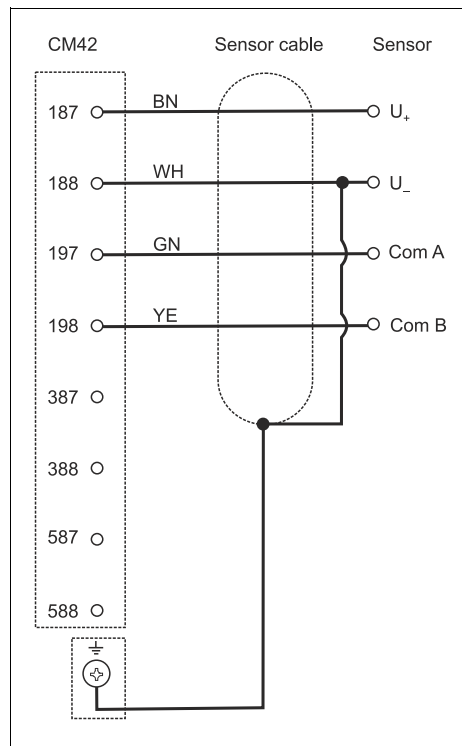 CM42 Sensor cable Sensor
187 BN U+
188 WH U_
197 GN Com A
198 YE Com B
387
388
587
588